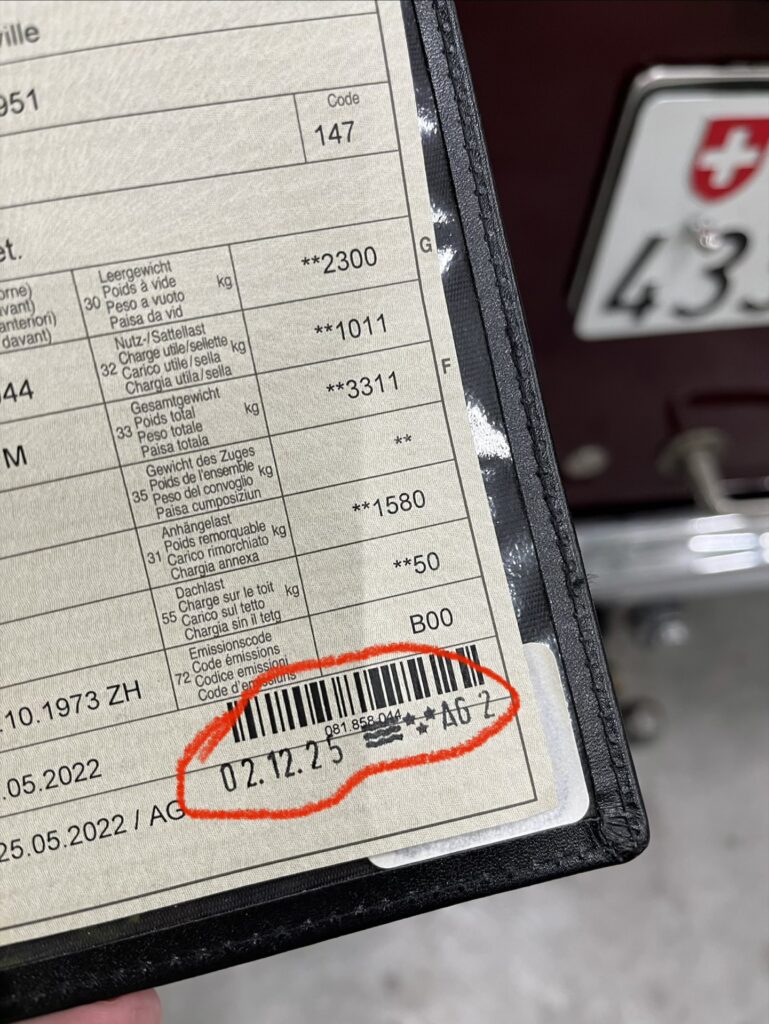 ville
951
Code
147
et.
orne)
avant)
anteriori)
davant)
30
Leergewicht
Poids à vide
Peso a vuoto
Paisa da vid
kg
**2300
G
44
32
Nutz-/Sattellast
Charge utile/sellette
Carico utile/sella
Chargia utila/sella
kg
**1011
M
33
Gesamtgewicht
Poids total
Peso totale
Paisa totala
kg
**3311
F
35
Gewicht des Zuges
Poids de l'ensemble
Peso del convoglio
Paisa cumposiziun
kg
**
31
Anhängelast
Poids remorquable
Carico rimorchiato
Chargia annexa
kg
**1580
55
Dachlast
Charge sur le toit
Carico sul tetto
Chargia sin il tetg
kg
**50
.10.1973 ZH
72
Emissionscode
Code émissions
Codice emissioni
Code d'emissiuns
B00
081.858.044
.05.2022
02.12.25
AG 2
25.05.2022 / AG
433